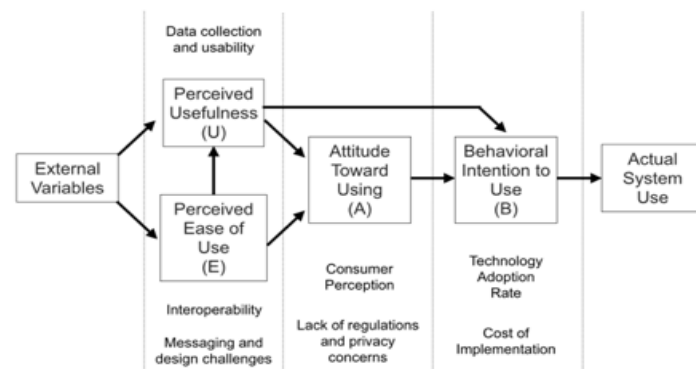 Data collection
and usability
Perceived
Usefulness
(U)
External
Variables
Perceived
Ease of
Use
(E)
Attitude
Toward
Using
(A)
Behavioral
Intention to
Use
(B)
Actual
System
Use
Interoperability
Messaging and
design challenges
Consumer
Perception
Lack of regulations
and privacy
concerns
Technology
Adoption
Rate
Cost of
Implementation